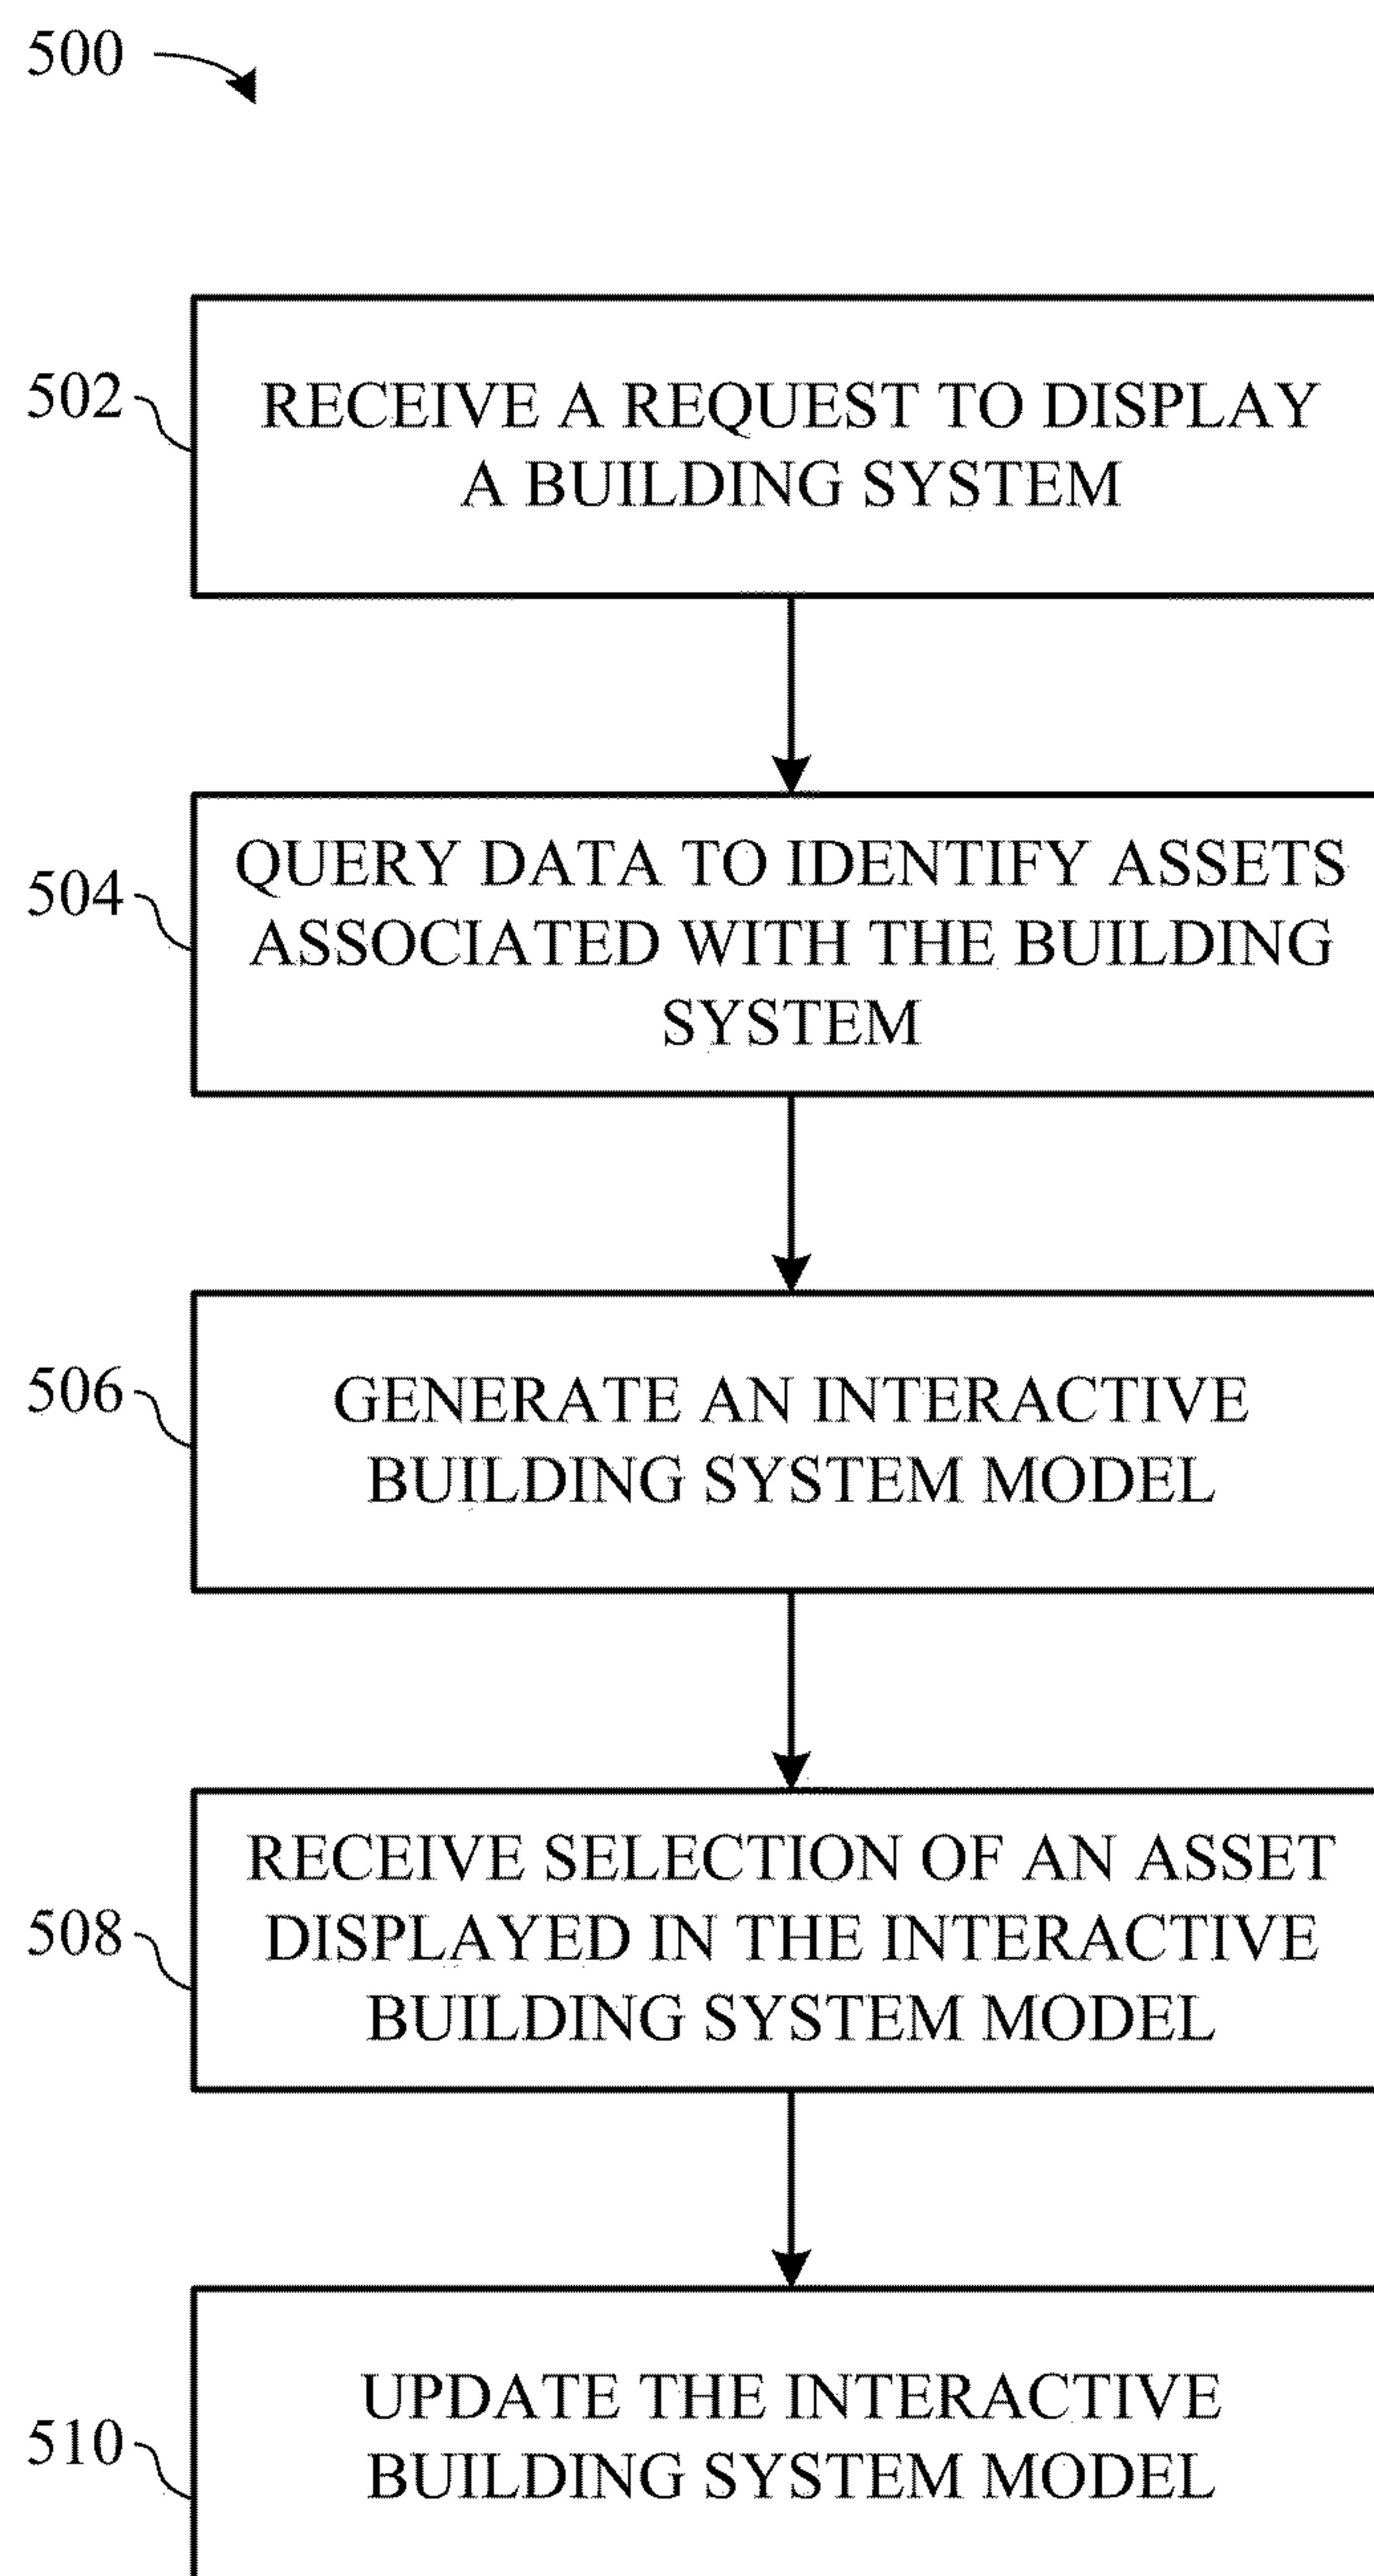 500
502
RECEIVE A REQUEST TO DISPLAY
A BUILDING SYSTEM
504
QUERY DATA TO IDENTIFY ASSETS
ASSOCIATED WITH THE BUILDING
SYSTEM
506
GENERATE AN INTERACTIVE
BUILDING SYSTEM MODEL
508
RECEIVE SELECTION OF AN ASSET
DISPLAYED IN THE INTERACTIVE
BUILDING SYSTEM MODEL
510
UPDATE THE INTERACTIVE
BUILDING SYSTEM MODEL